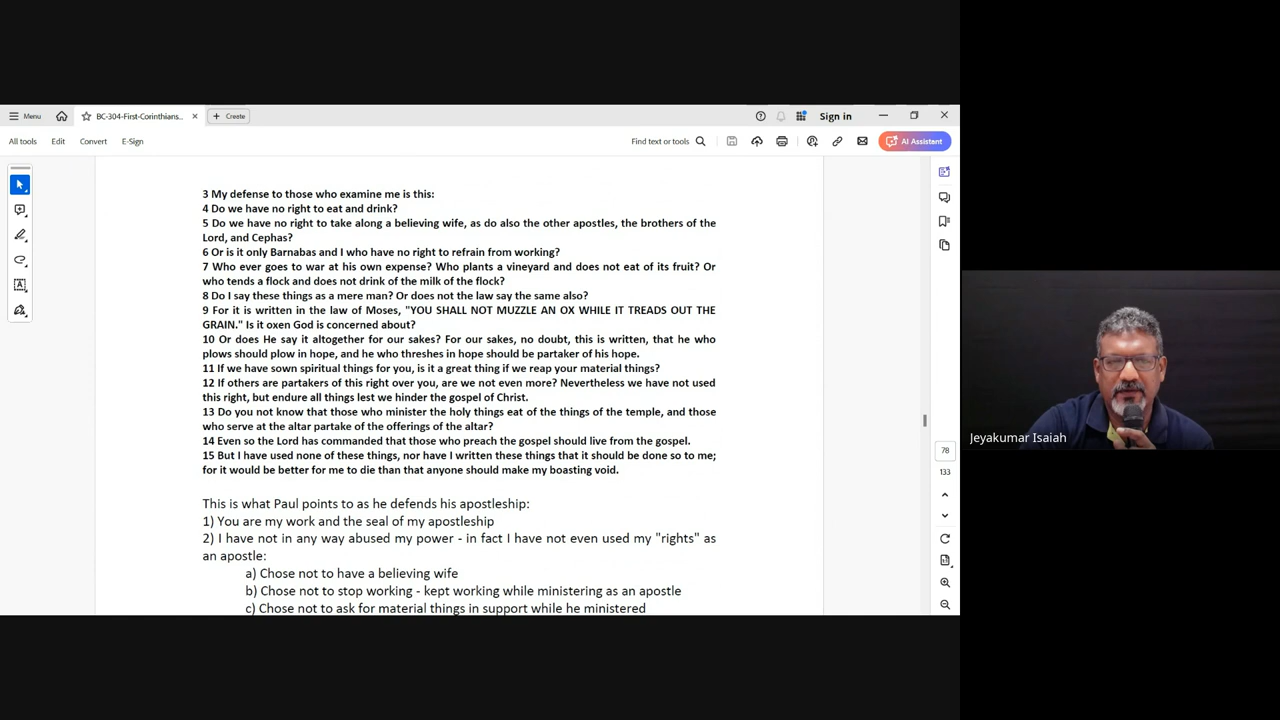 Menu
BC-304-First-Corinthians..
Create
Sign in
All tools
Edit
Convert
E-Sign
Find text or tools
AI Assistant
3 My defense to those who examine me is this:
4 Do we have no right to eat and drink?
5 Do we have no right to take along a believing wife, as do also the other apostles, the brothers of the
Lord, and Cephas?
6 Or is it only Barnabas and I who have no right to refrain from working?
7 Who ever goes to war at his own expense? Who plants a vineyard and does not eat of its fruit? Or
who tends a flock and does not drink of the milk of the flock?
8 Do I say these things as a mere man? Or does not the law say the same also?
9 For it is written in the law of Moses, "YOU SHALL NOT MUZZLE AN OX WHILE IT TREADS OUT THE
GRAIN." Is it oxen God is concerned about?
10 Or does He say it altogether for our sakes? For our sakes, no doubt, this is written, that he who
plows should plow in hope, and he who threshes in hope should be partaker of his hope.
11 If we have sown spiritual things for you, is it a great thing if we reap your material things?
12 If others are partakers of this right over you, are we not even more? Nevertheless we have not used
this right, but endure all things lest we hinder the gospel of Christ.
13 Do you not know that those who minister the holy things eat of the things of the temple, and those
who serve at the altar partake of the offerings of the altar?
14 Even so the Lord has commanded that those who preach the gospel should live from the gospel.
15 But I have used none of these things, nor have I written these things that it should be done so to me;
for it would be better for me to die than that anyone should make my boasting void.
This is what Paul points to as he defends his apostleship:
1) You are my work and the seal of my apostleship
2) I have not in any way abused my power - in fact I have not even used my "rights" as
an apostle:
a) Chose not to have a believing wife
b) Chose not to stop working - kept working while ministering as an apostle
c) Chose not to ask for material things in support while he ministered
78
133
Jeyakumar Isaiah